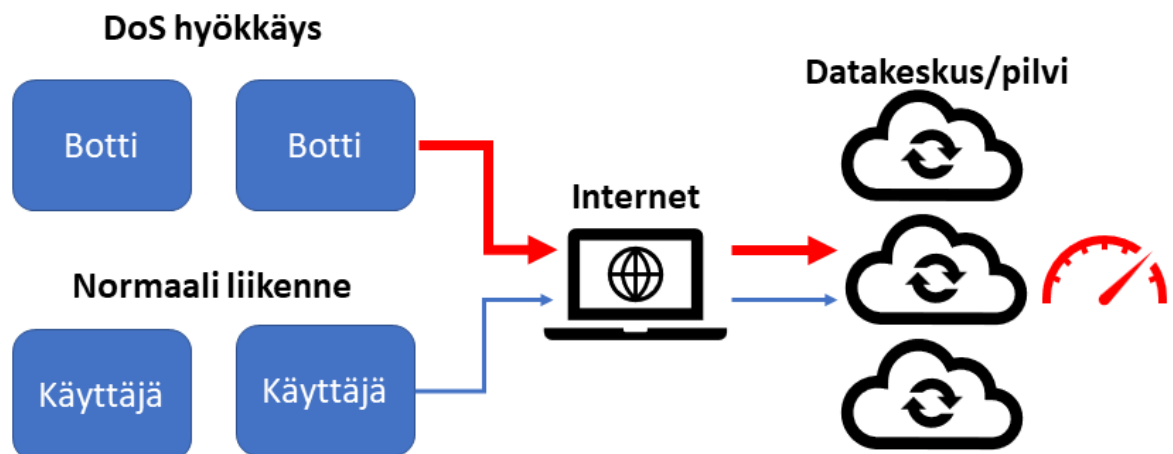 DoS hyökkäys
Botti
Botti
Datakeskus/pilvi
Internet
Normaali liikenne
Käyttäjä
Käyttäjä